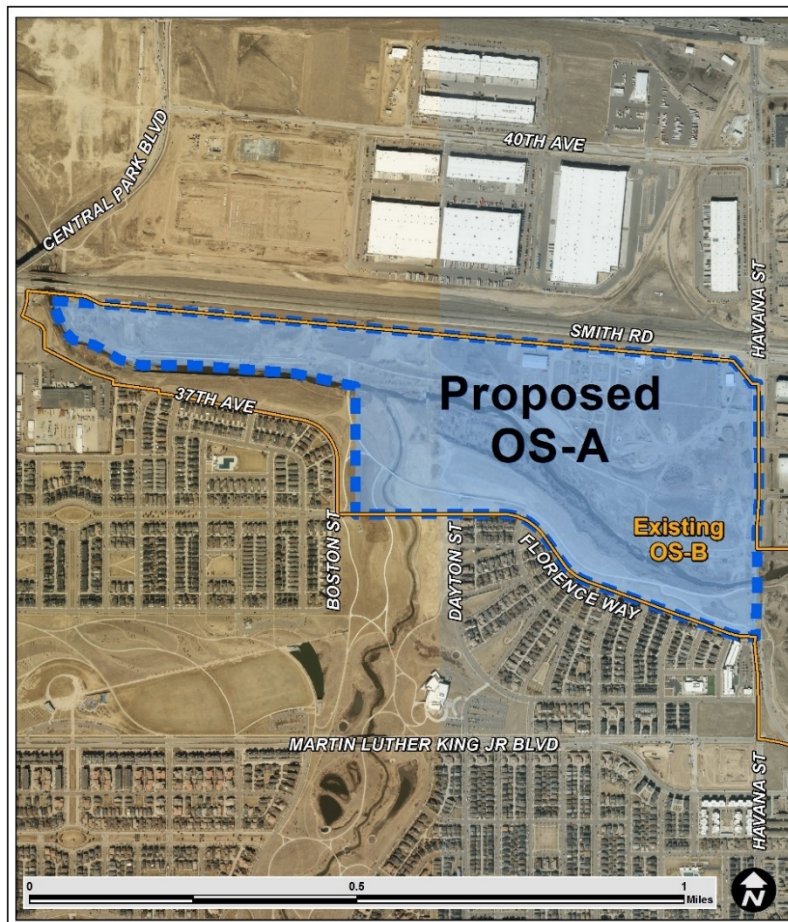 CENTRAL PARK BLVD
40TH AVE
HAVANA ST
SMITH RD
37TH AVE
Proposed
OS-A
Existing
OS-B
BOSTON ST
DAYTON ST
FLORENCE WAY
MARTIN LUTHER KING JR BLVD
HAVANA ST
0
0.5
1
Miles
N